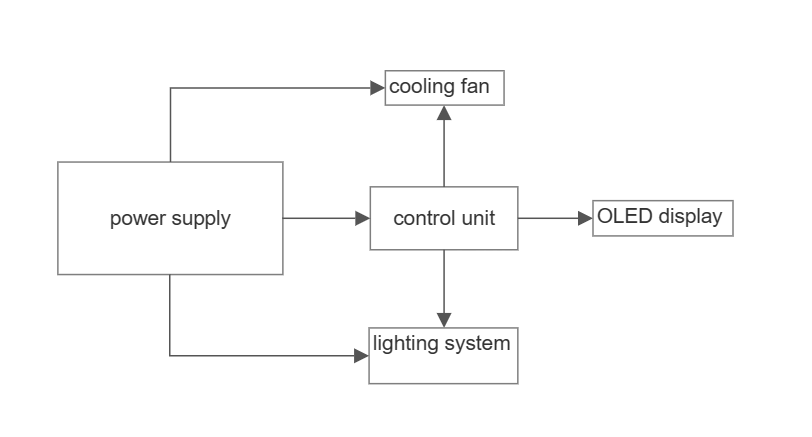 cooling fan
power supply
control unit
OLED display
lighting system